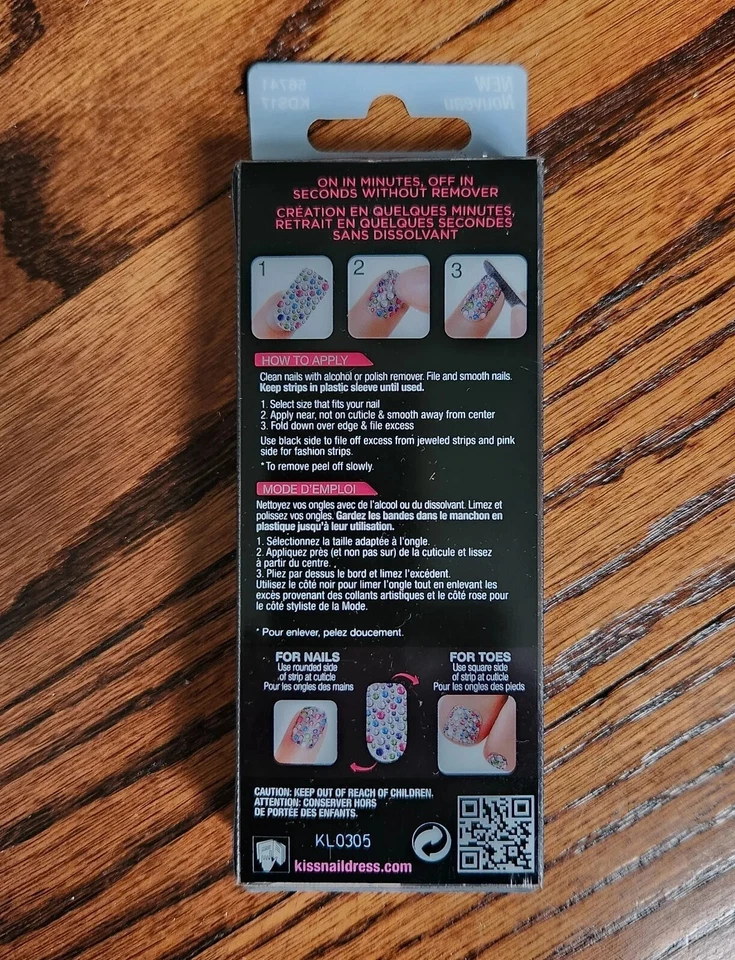 NEW 68741
Nouveau KDS17
ON IN MINUTES, OFF IN
SECONDS WITHOUT REMOVER
CRÉATION EN QUELQUES MINUTES,
RETRAIT EN QUELQUES SECONDES
SANS DISSOLVANT
1 2 3
HOW TO APPLY
Clean nails with alcohol or polish remover. File and smooth nails.
Keep strips in plastic sleeve until used.
1. Select size that fits your nail
2. Apply near, not on cuticle & smooth away from center
3. Fold down over edge & file excess
Use black side to file off excess from jeweled strips and pink
side for fashion strips.
*To remove peel off slowly.
MODE D'EMPLOI
Nettoyez vos ongles avec de l'alcool ou du dissolvant. Limez et
polissez vos ongles. Gardez les bandes dans le manchon en
plastique jusqu'à leur utilisation.
1. Sélectionnez la taille adaptée à l'ongle.
2. Appliquez près (et non pas sur) de la cuticule et lissez
à partir du centre.
3. Pliez par dessus le bord et limez l'excédent.
Utilisez le côté noir pour limer l'ongle tout en enlevant les
excès provenant des collants artistiques et le côté rose pour
le côté styliste de la Mode.
* Pour enlever, pelez doucement.
FOR NAILS
Use rounded side
of strip at cuticle
Pour les ongles des mains
FOR TOES
Use square side
of strip at cuticle
Pour les ongles des pieds
CAUTION: KEEP OUT OF REACH OF CHILDREN.
ATTENTION: CONSERVER HORS
DE PORTÉE DES ENFANTS.
KL0305
kissnaildress.com